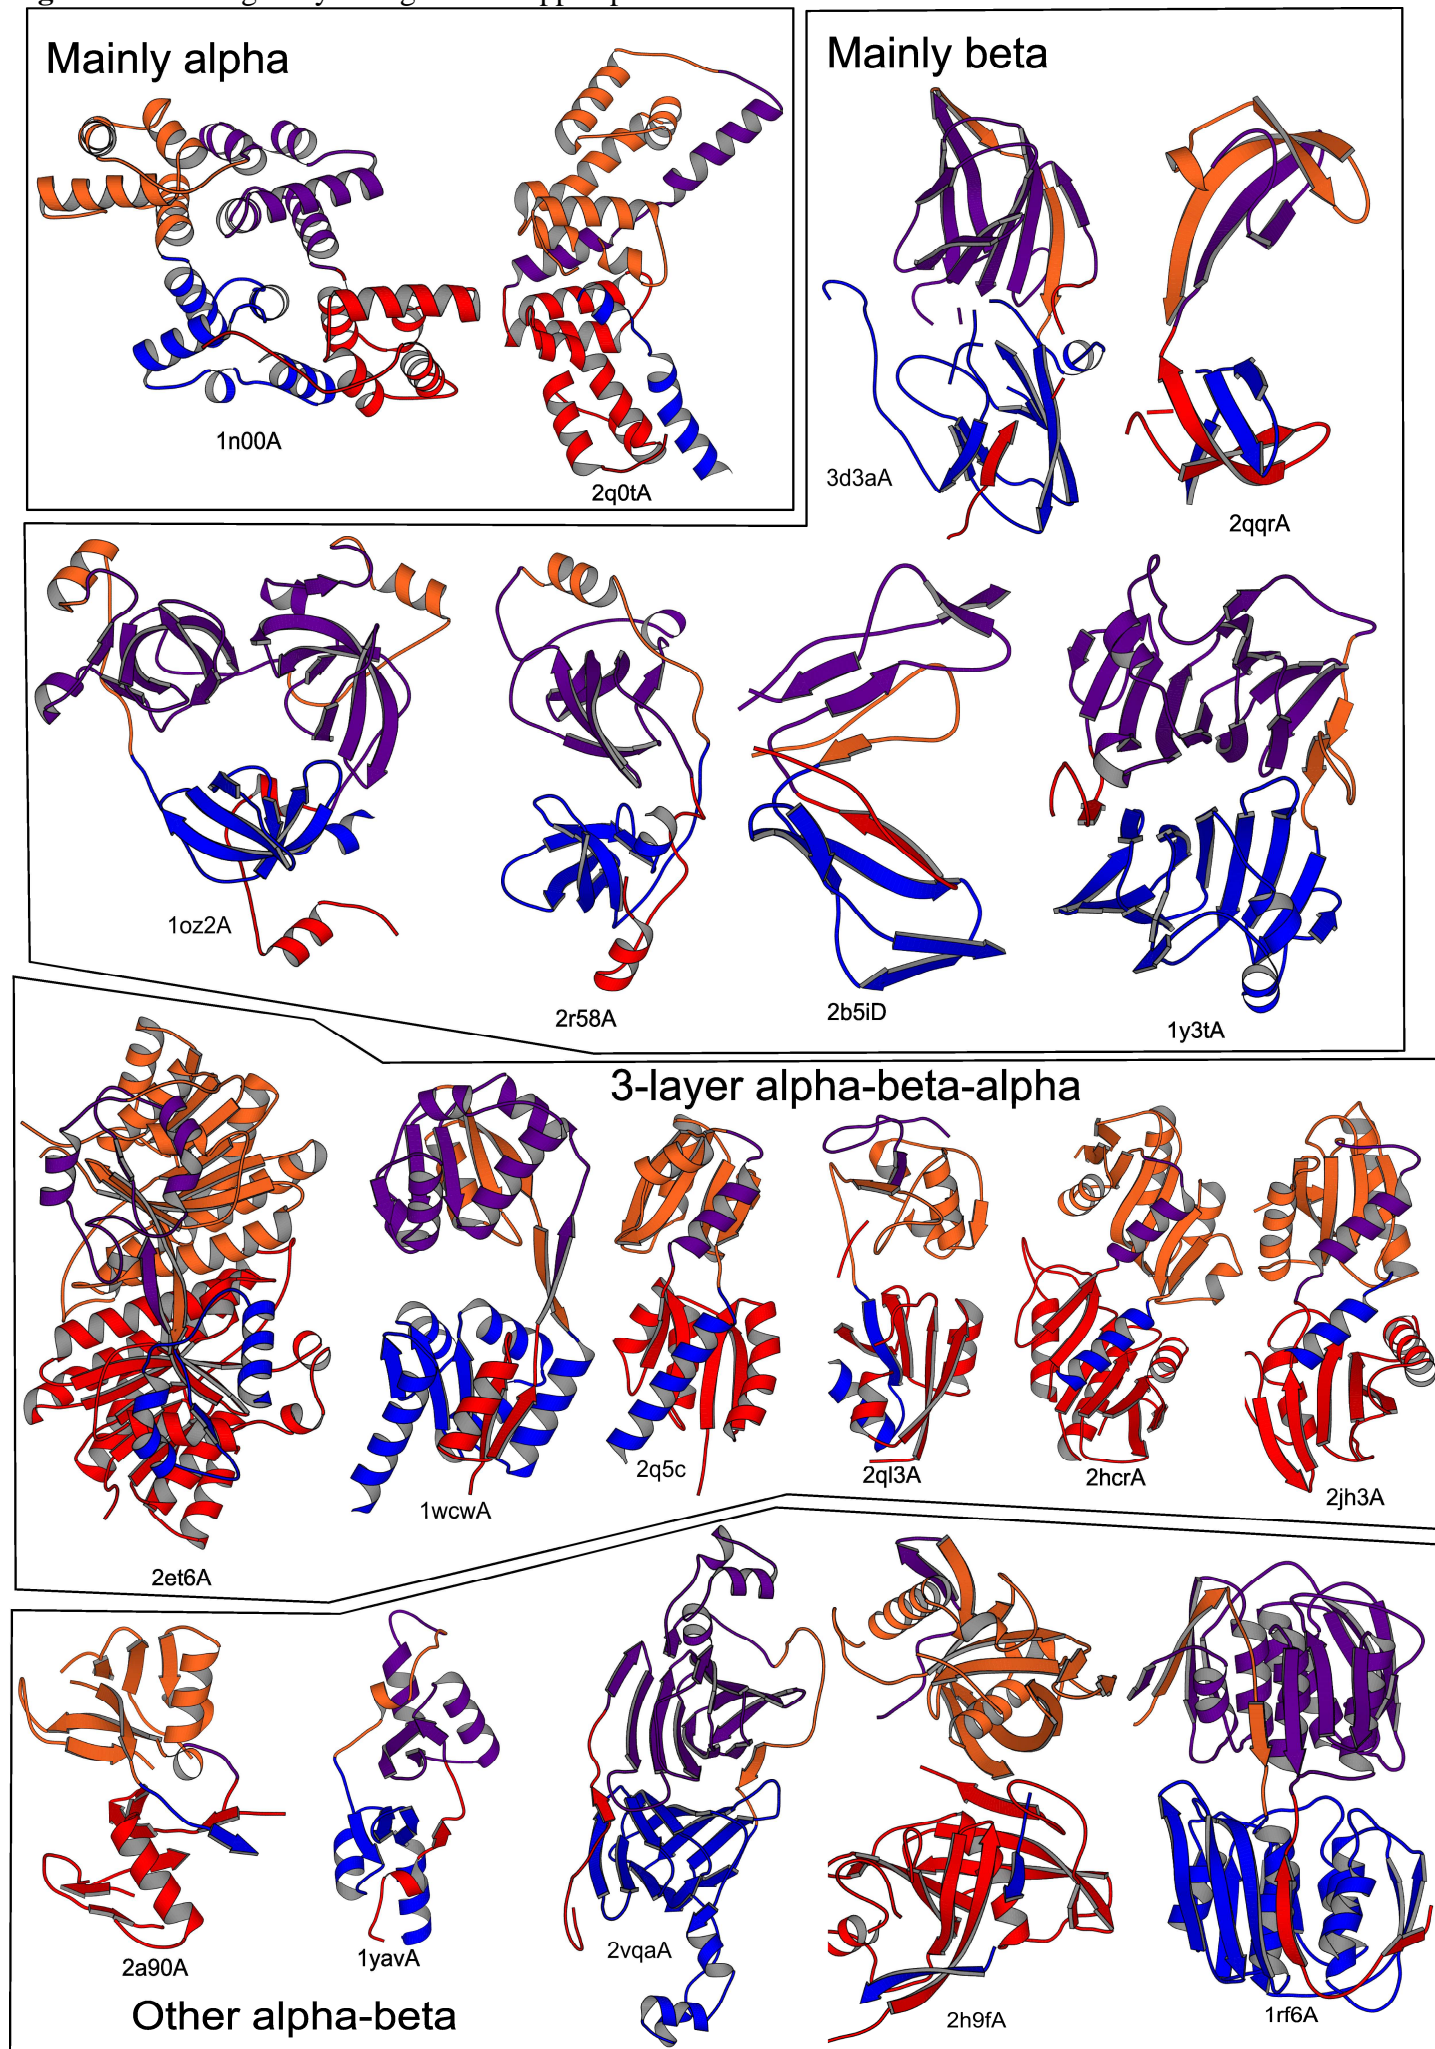 Mainly alpha
Mainly beta
1n00A
2q0tA
3d3aA
2qqrA
1oz2A
2r58A
2b5iD
1y3tA
3-layer alpha-beta-alpha
2et6A
1wcwA
2q5c
2ql3A
2hcrA
2jh3A
2a90A
1yavA
2vqaA
2h9fA
1rf6A
Other alpha-beta